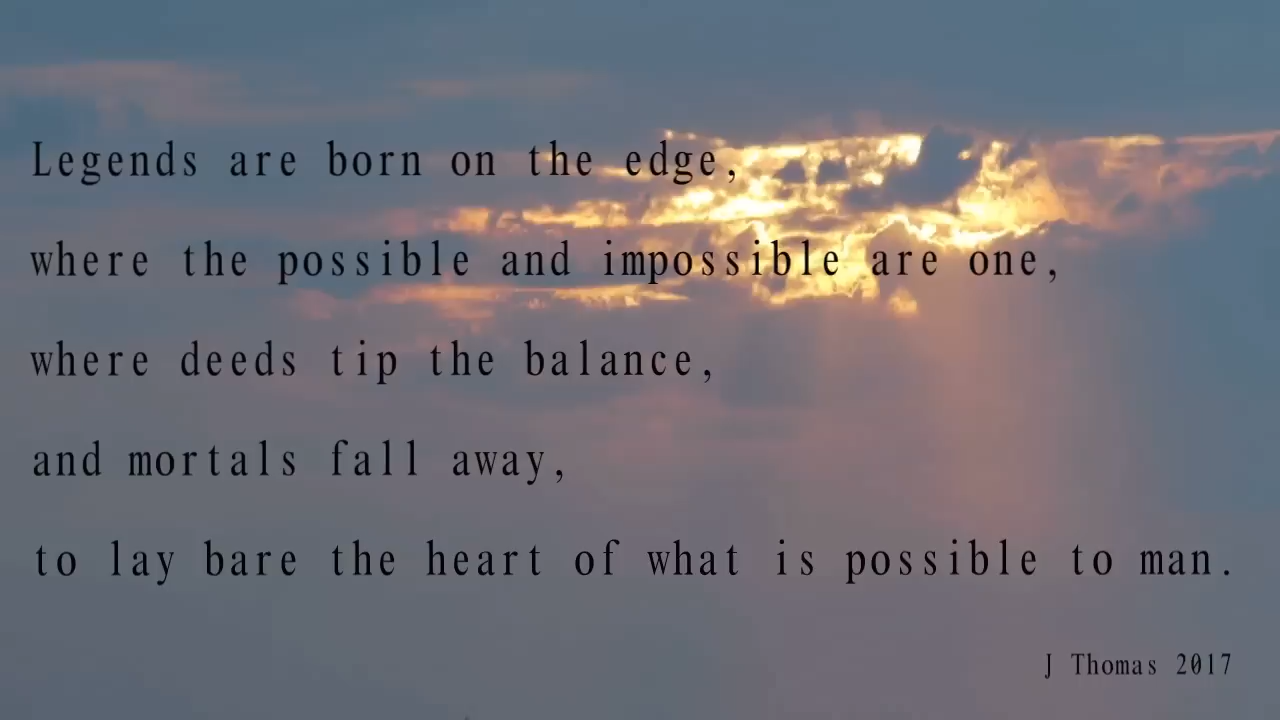 Legends are born on the edge,
where the possible and impossible are one,
where deeds tip the balance,
and mortals fall away,
to lay bare the heart of what is possible to man.
J Thomas 2017